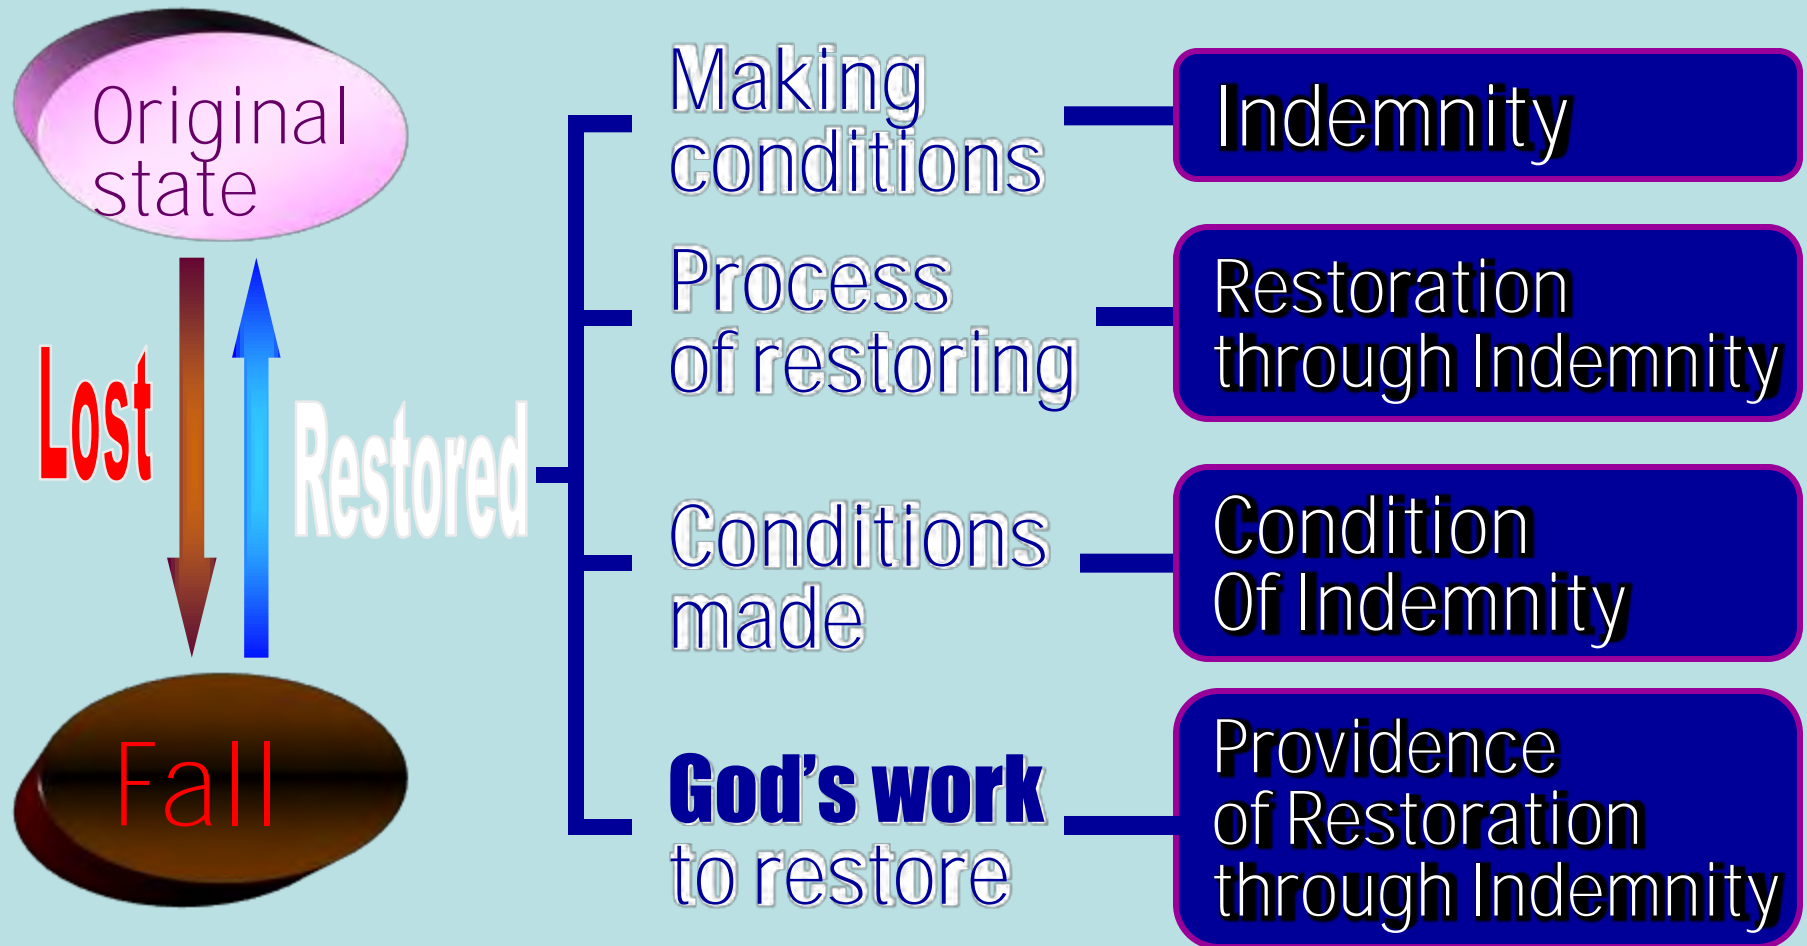 Original
state
Lost
Restored
Fall
Making
conditions
Indemnity
Process
of restoring
Restoration
through Indemnity
Conditions
made
Condition
Of Indemnity
God's work
to restore
Providence
of Restoration
through Indemnity